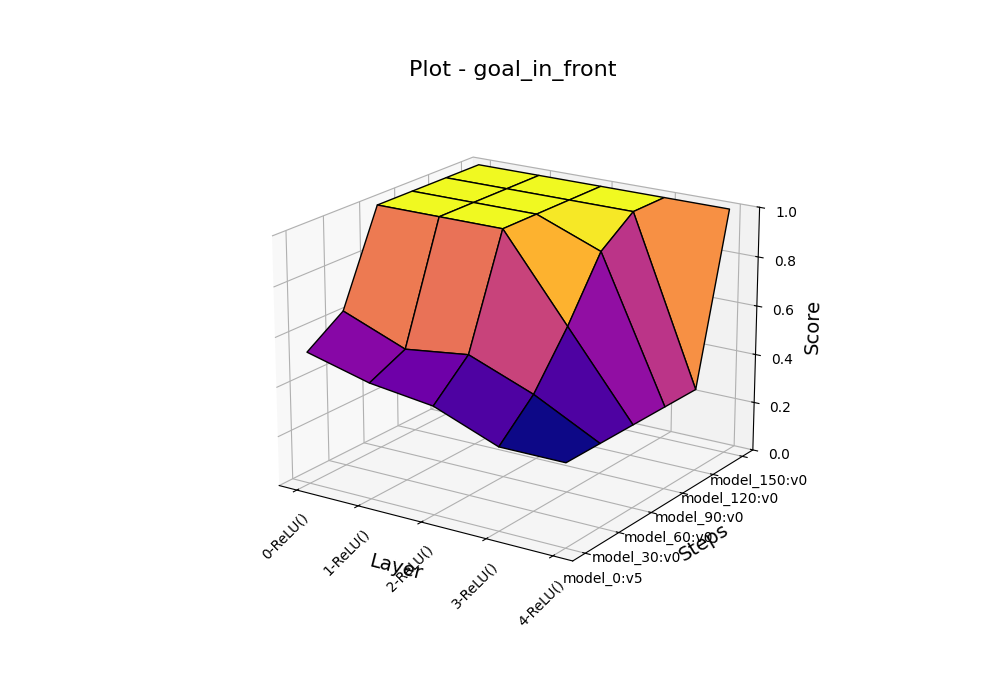 Plot - goal_in_front
1.0
0.8
0.6
0.4
0.2
0.0
Score
model_150:v0
model_120:v0
model_90:v0
model_60:v0
model_30:v0
model_0:v5
Steps
0-ReLU()
1-ReLU()
2-ReLU()
3-ReLU()
4-ReLU()
Layer